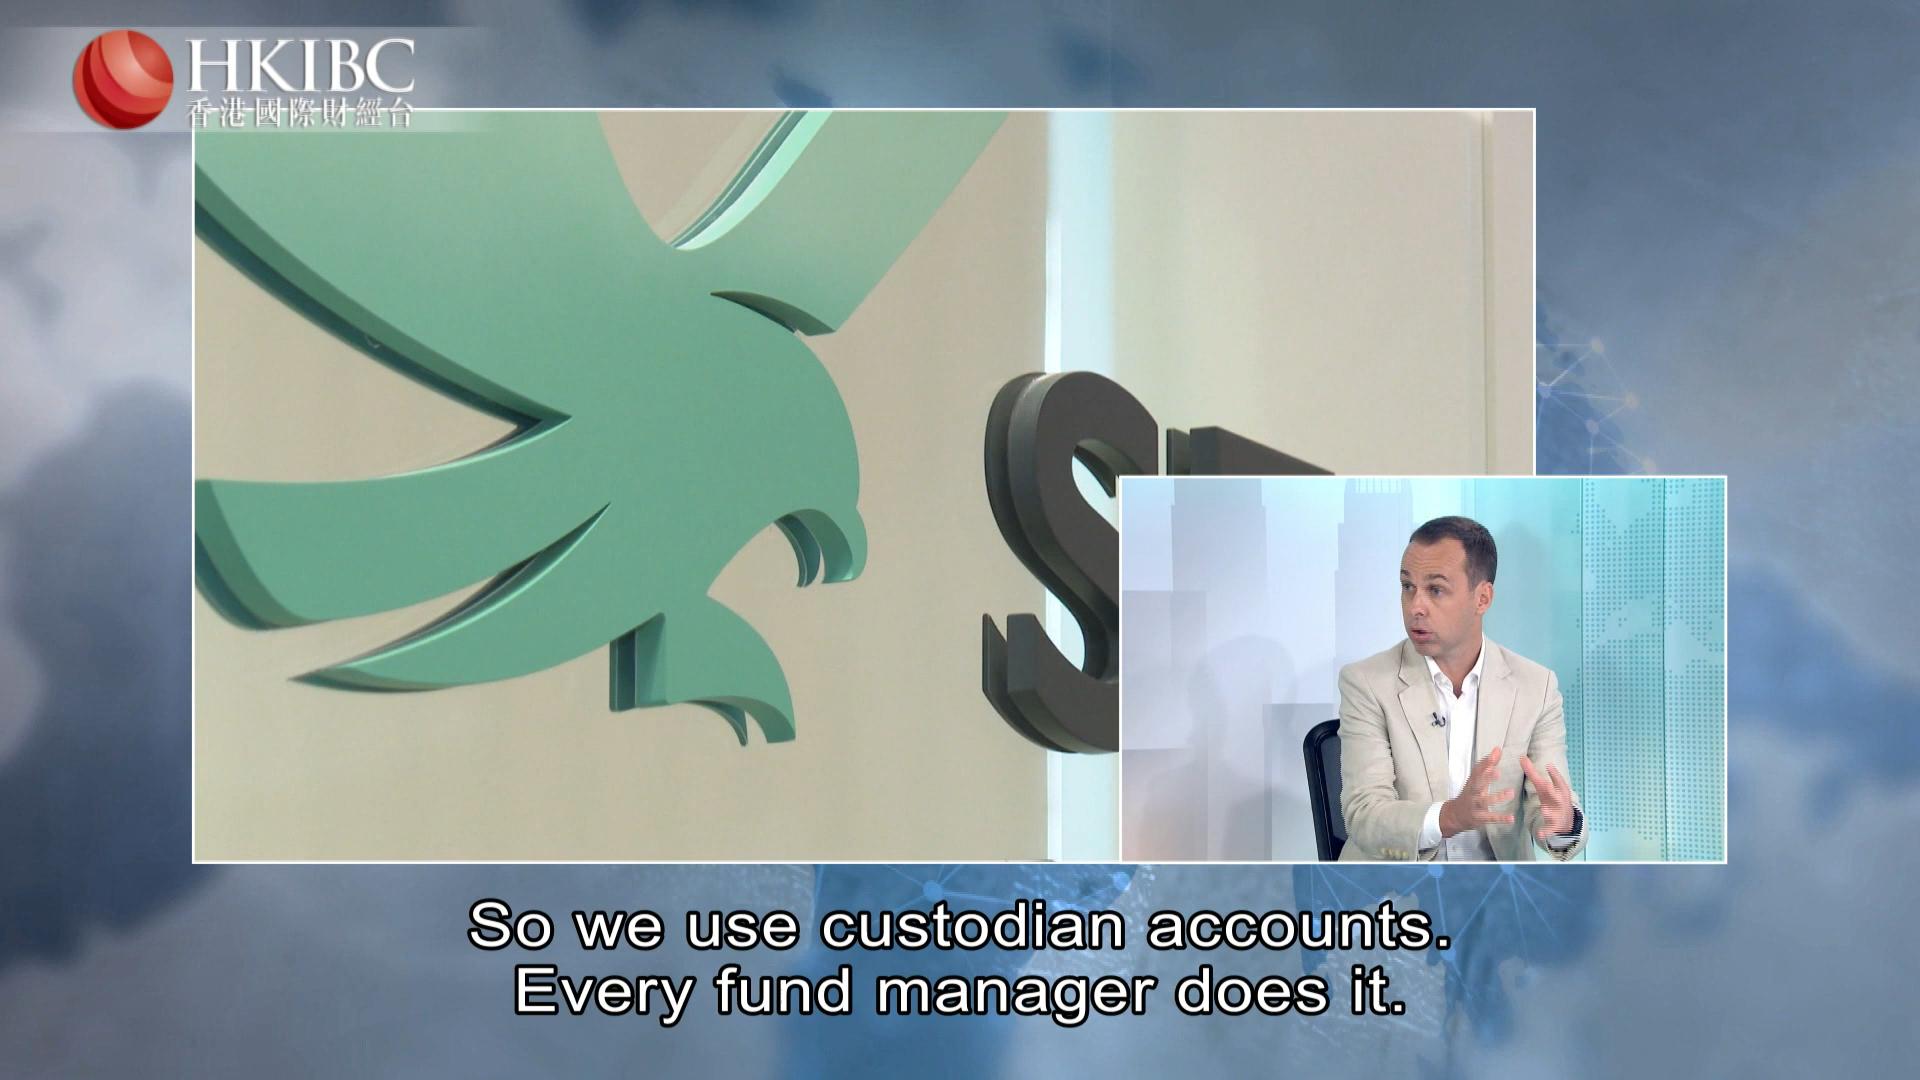 HKIBC
香港國際財經台
So we use custodian accounts.
Every fund manager does it.